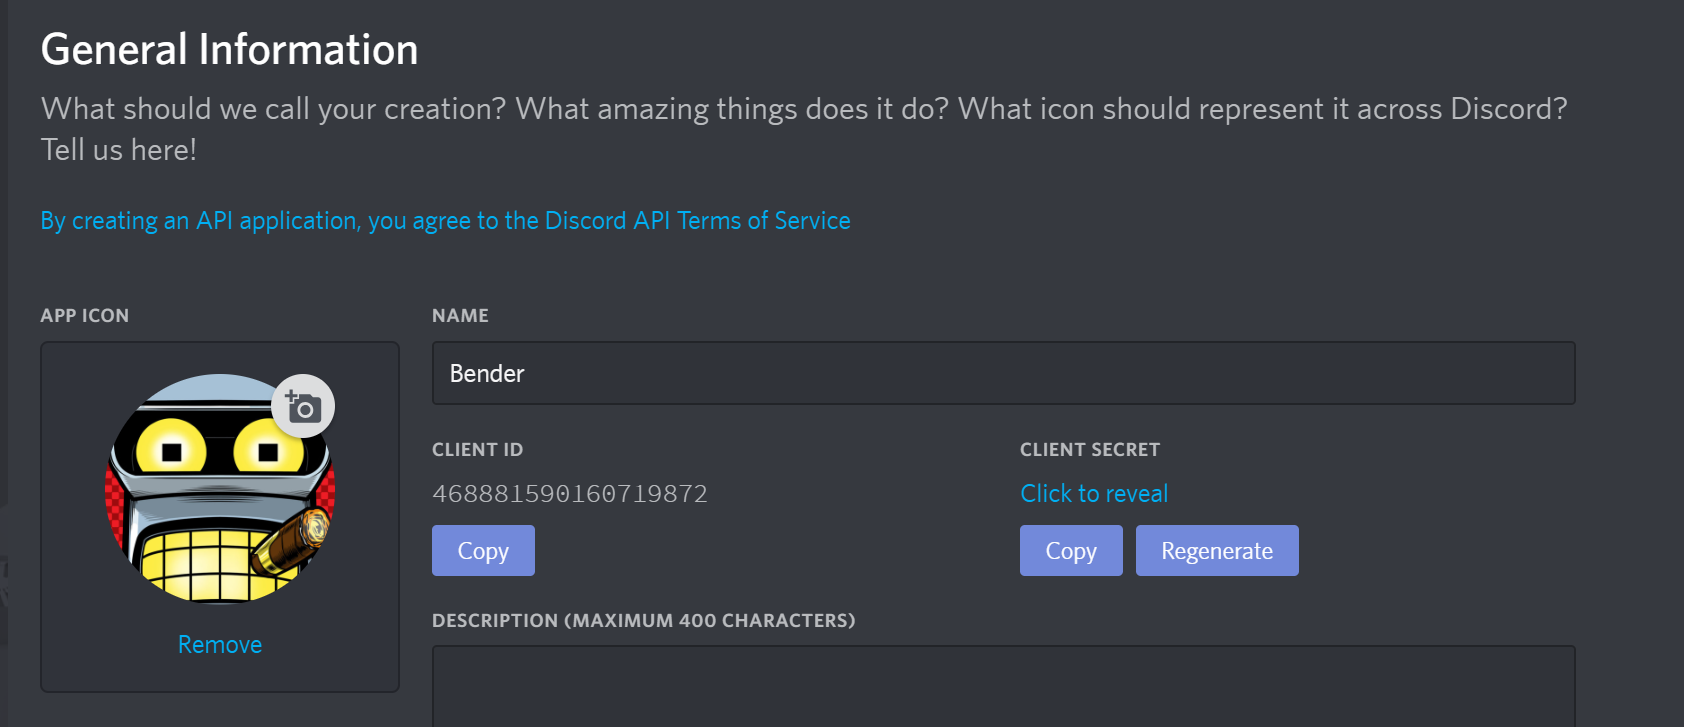 General Information
What should we call your creation? What amazing things does it do? What icon should represent it across Discord?
Tell us here!
By creating an API application, you agree to the Discord API Terms of Service
APP ICON
Remove
NAME
Bender
CLIENT ID
468881590160719872
Copy
CLIENT SECRET
Click to reveal
Copy Regenerate
DESCRIPTION (MAXIMUM 400 CHARACTERS)